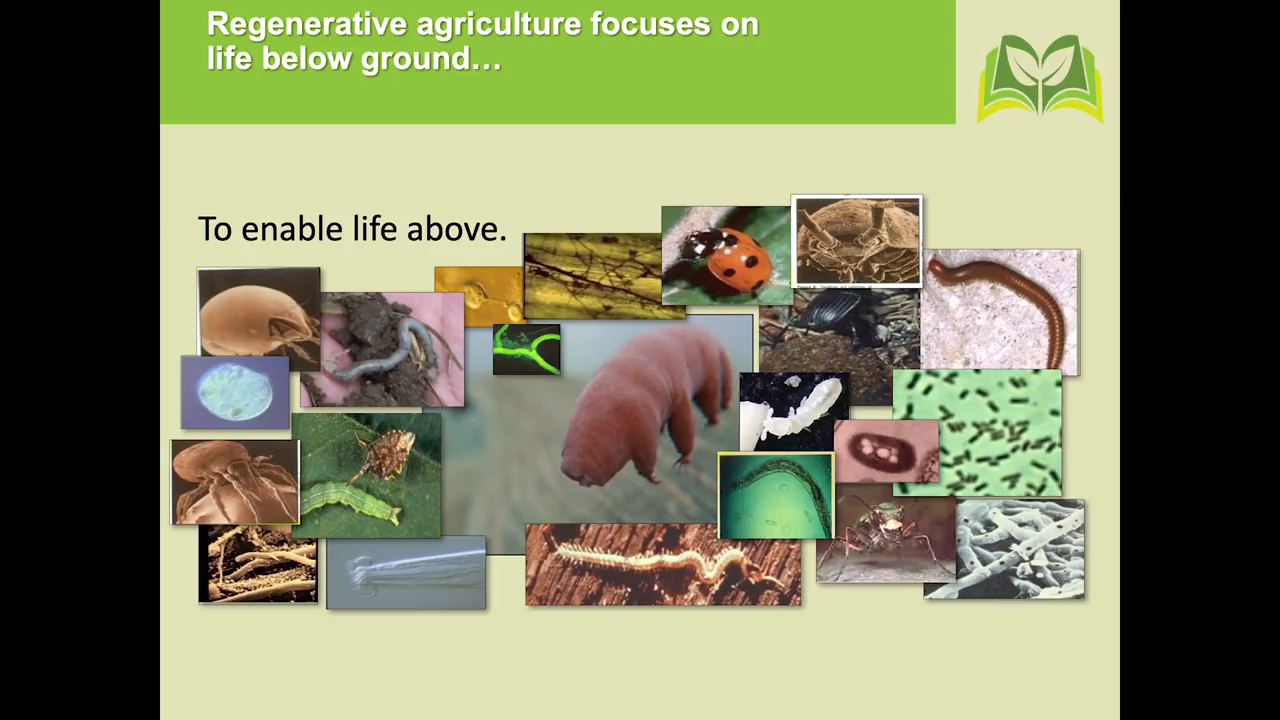 Regenerative agriculture focuses on
life below ground…
To enable life above.